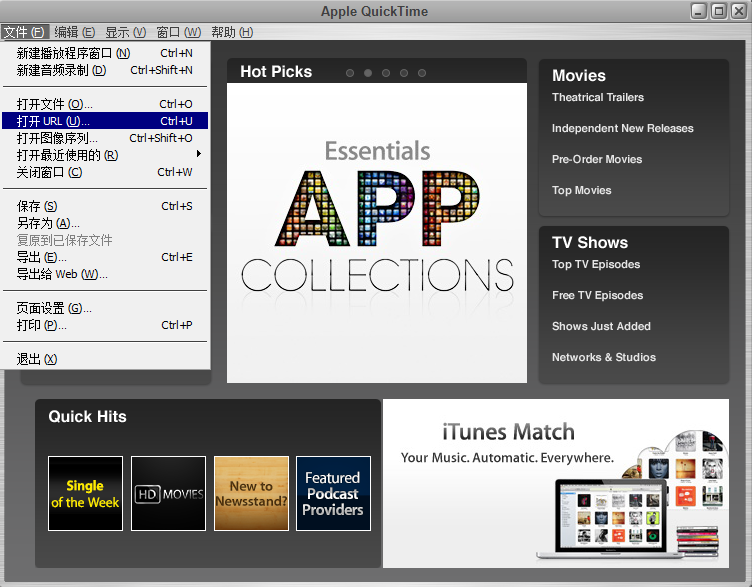 Apple QuickTime
文件 (F) 编辑 (E) 显示 (V) 窗口 (W) 帮助 (H)
新建播放程序窗口 (N) Ctrl+N
新建音频录制 (D) Ctrl+Shift+N
打开文件 (O)... Ctrl+O
打开 URL (U)... Ctrl+U
打开图像序列... Ctrl+Shift+O
打开最近使用的 (R)
关闭窗口 (C) Ctrl+W
保存 (S) Ctrl+S
另存为 (A)...
复原到已保存文件
导出 (E)... Ctrl+E
导出给 Web (W)...
页面设置 (G)...
打印 (P)... Ctrl+P
退出 (X)
Hot Picks
Essentials
APP
COLLECTIONS
Movies
Theatrical Trailers
Independent New Releases
Pre-Order Movies
Top Movies
TV Shows
Top TV Episodes
Free TV Episodes
Shows Just Added
Networks & Studios
Quick Hits
Single
of the Week
HD MOVIES
New to
Newsstand?
Featured
Podcast
Providers
iTunes Match
Your Music. Automatic. Everywhere.